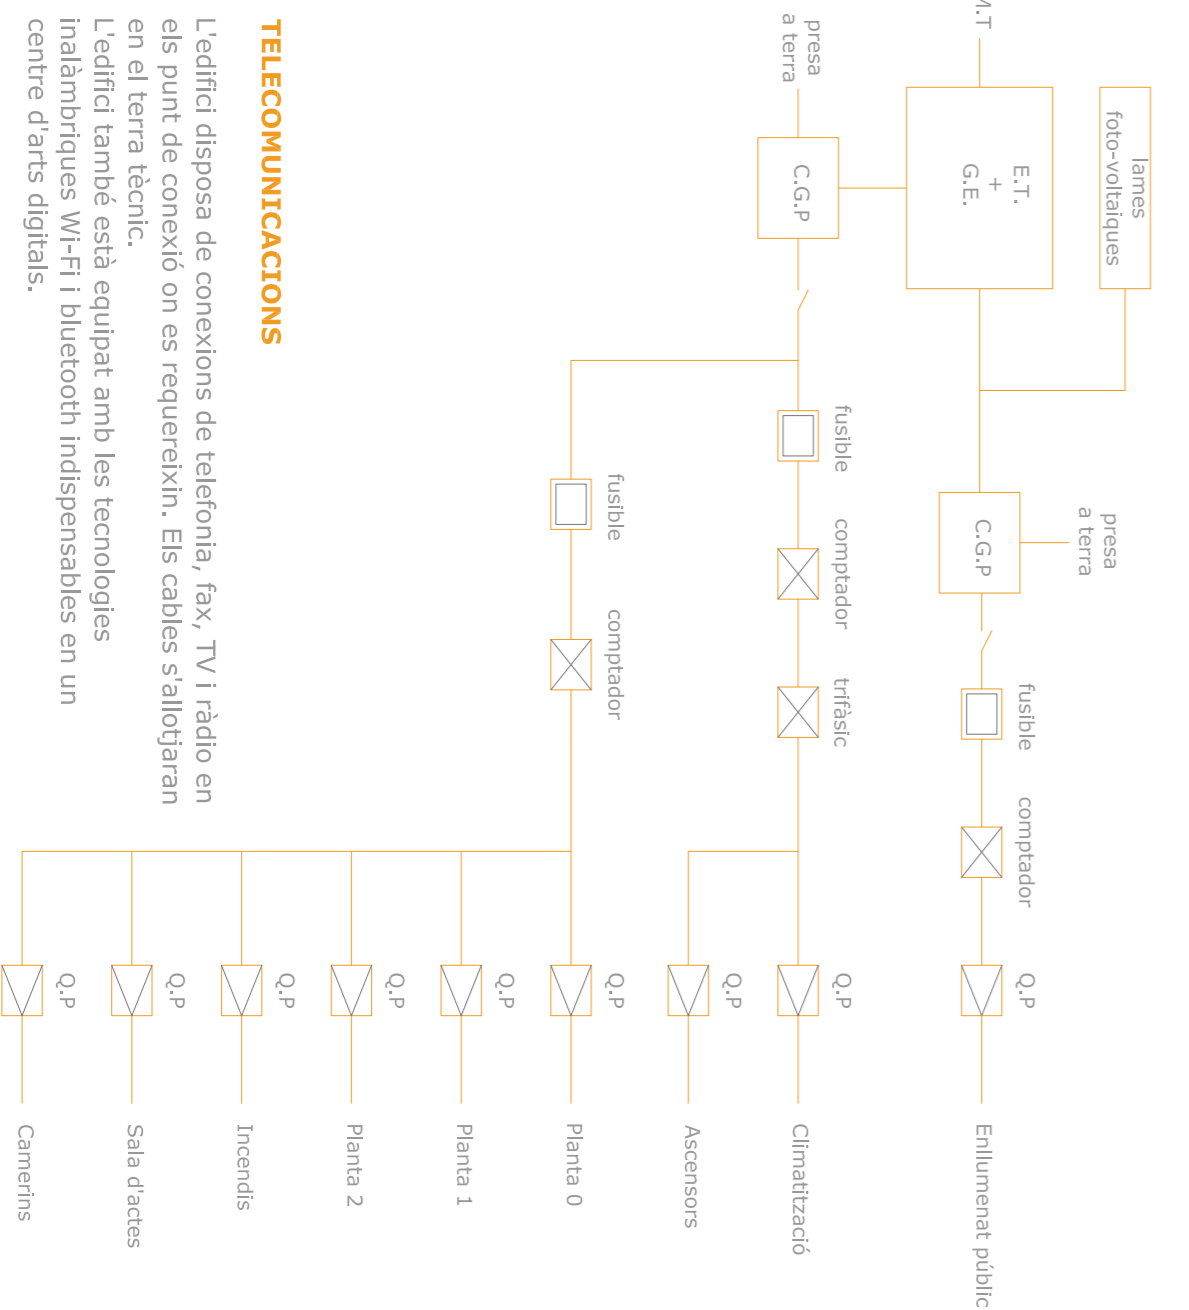 M.T
lames
foto-voltaiques
E.T.
+
G.E.
presa
a terra
C.G.P
fusible
comptador
Q.P
Enllumenat públic
presa
a terra
C.G.P
fusible
comptador
trifàsic
Q.P
Climatització
Q.P
Ascensors
fusible
comptador
Q.P
Planta 0
Q.P
Planta 1
Q.P
Planta 2
Q.P
Incendis
Q.P
Sala d'actes
Q.P
Camerins
TELECOMUNICACIONS
L'edifici disposa de conexions de telefonia, fax, TV i ràdio en
els punt de conexió on es requereixin. Els cables s'allotjaran
en el terra tècnic.
L'edifici també està equipat amb les tecnologies
inalàmbriques Wi-Fi i bluetooth indispensables en un
centre d'arts digitals.